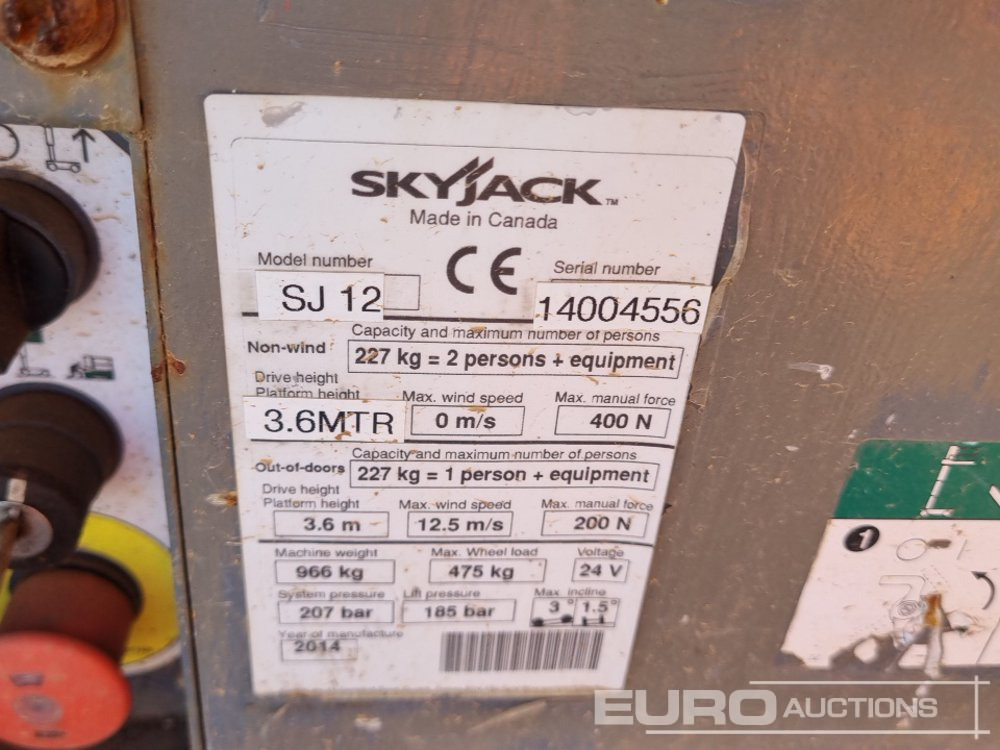 SKYJACK™
Made in Canada
CE
Model number
Serial number
SJ 12
14004556
Capacity and maximum number of persons
Non-wind
227 kg = 2 persons + equipment
Drive height
Platform height
Max. wind speed
Max. manual force
3.6MTR
0 m/s
400 N
Capacity and maximum number of persons
Out-of-doors
227 kg = 1 person + equipment
Drive height
Platform height
Max. wind speed
Max. manual force
3.6 m
12.5 m/s
200 N
Machine weight
Max. Wheel load
Voltage
966 kg
475 kg
24 V
System pressure
Lift pressure
Max. incline
207 bar
185 bar
3° 1.5°
Year of manufacture
2014
1
EURO AUCTIONS